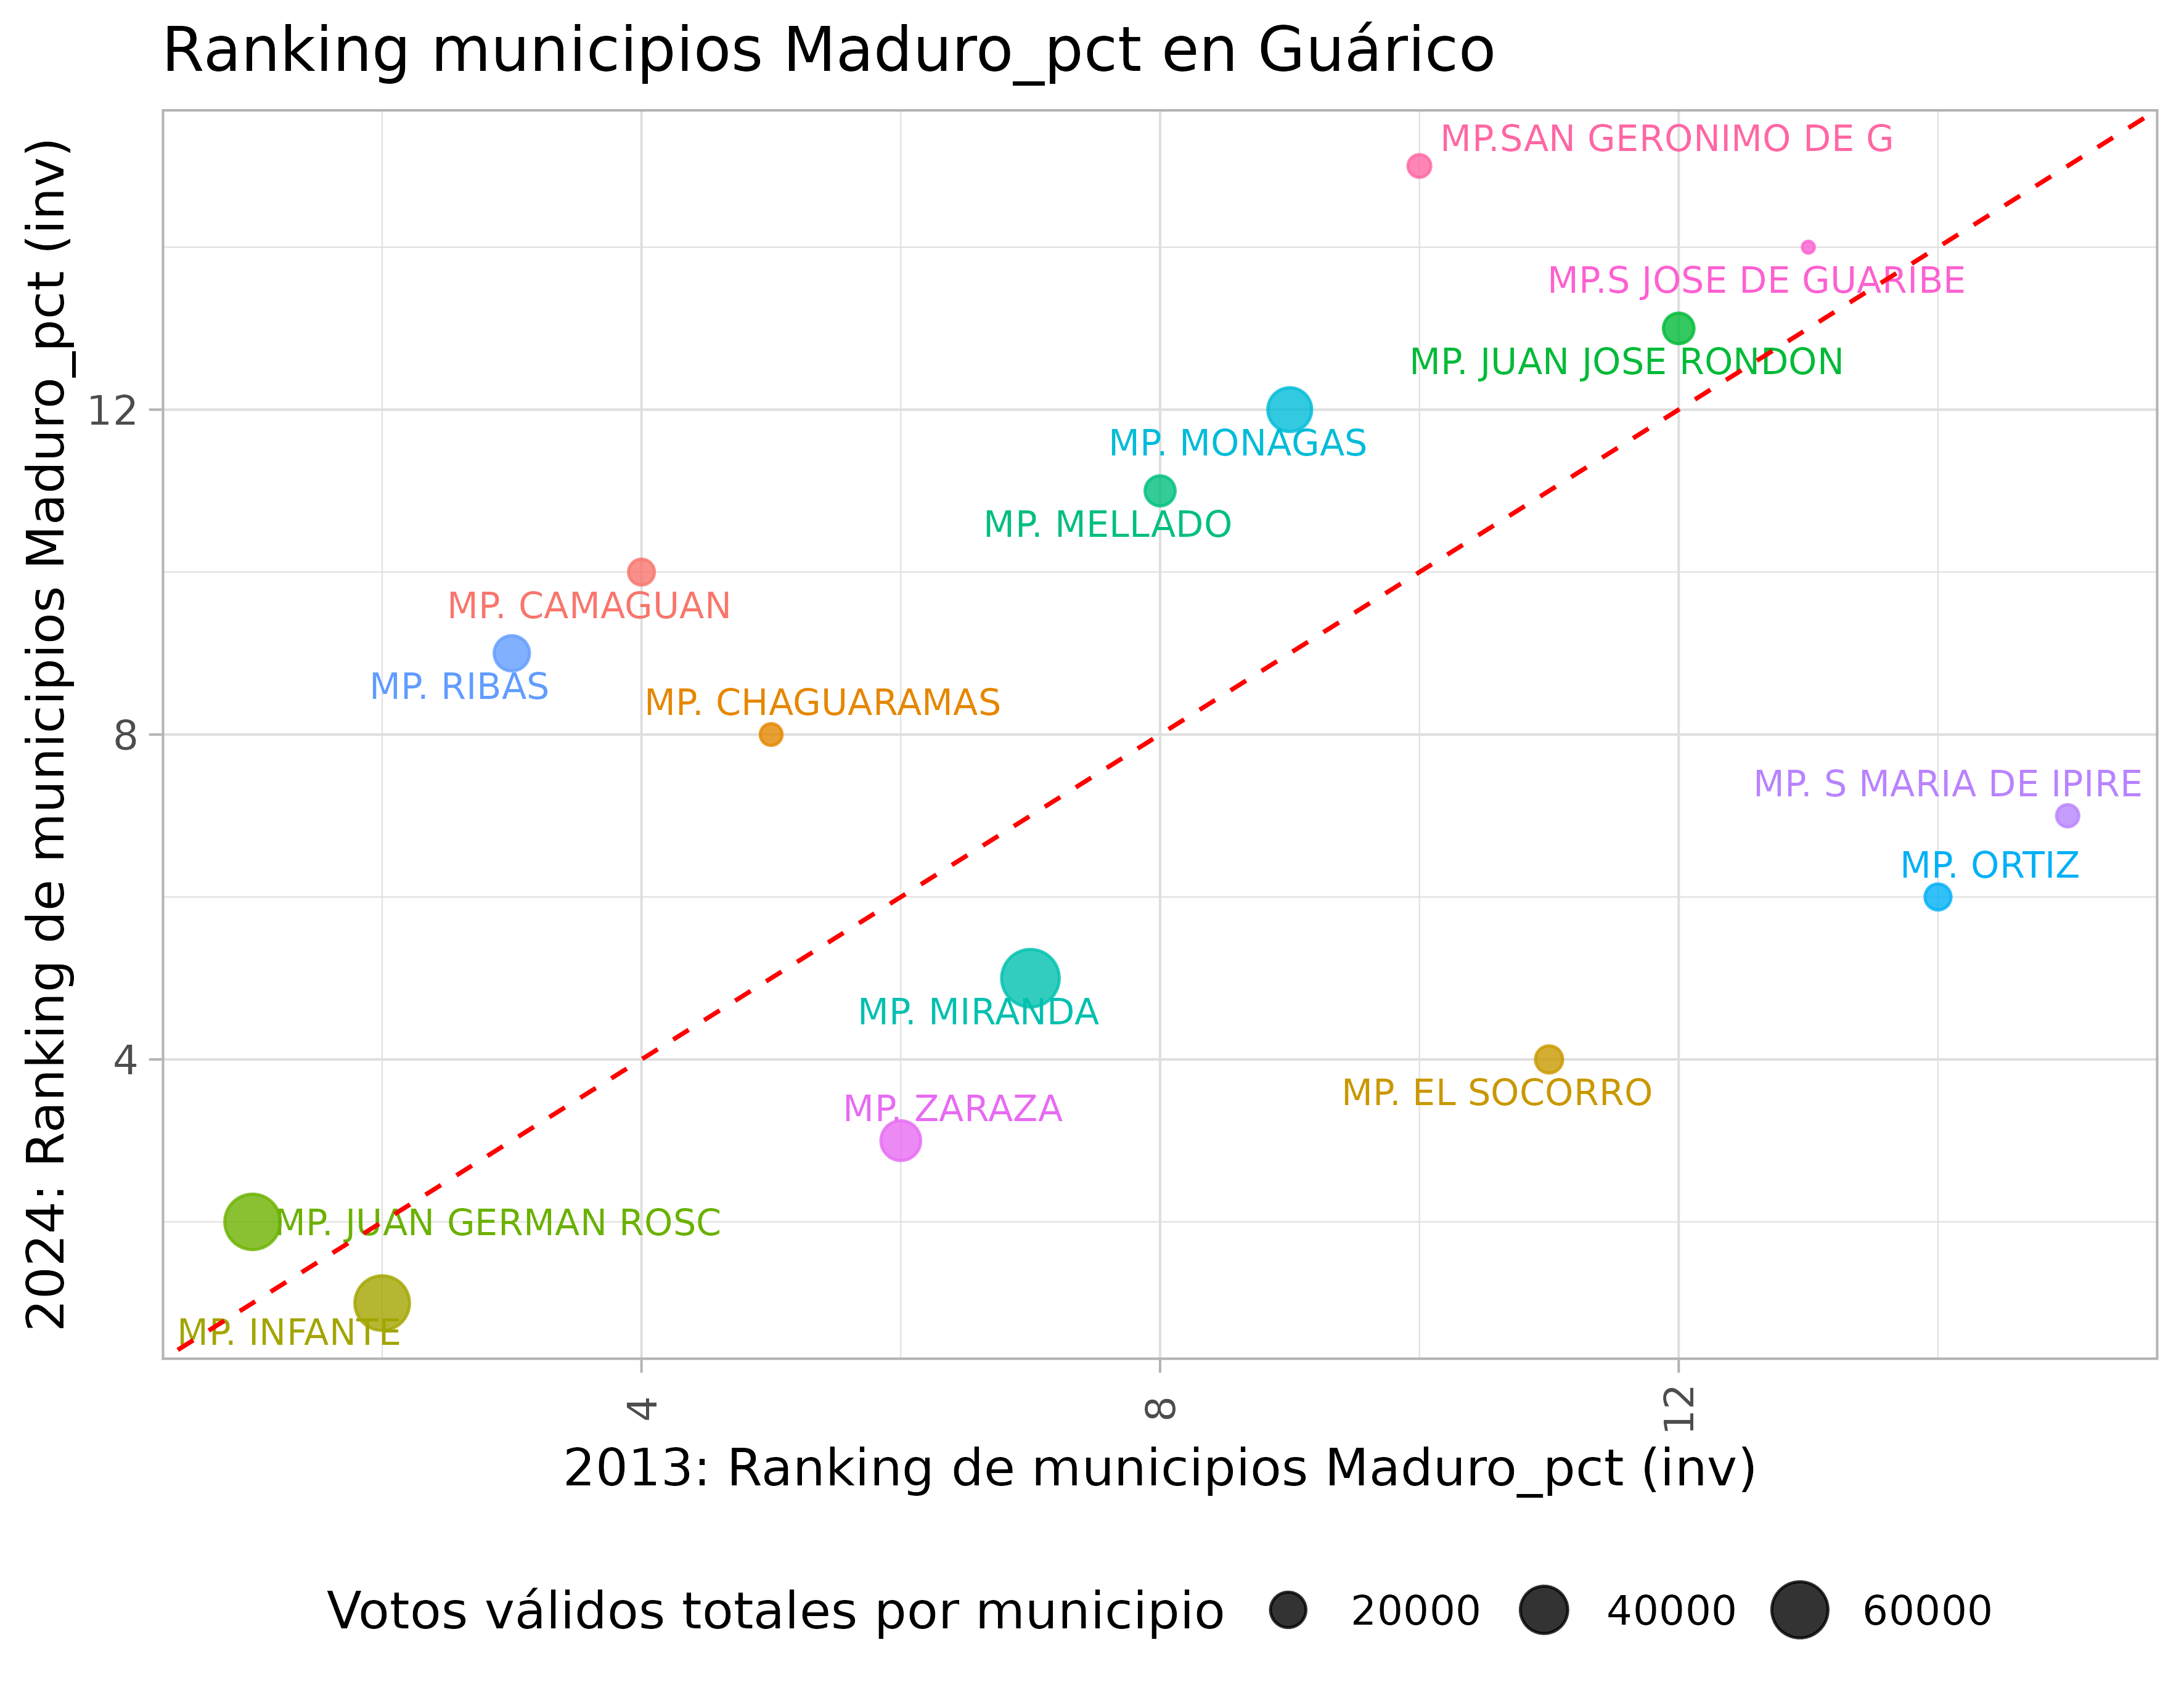 Ranking municipios Maduro_pct en Guárico
2024: Ranking de municipios Maduro_pct (inv)
12
8
4
MP.SAN GERONIMO DE G
MP.S JOSE DE GUARIBE
MP. JUAN JOSE RONDON
MP. MONAGAS
MP. MELLADO
MP. CAMAGUAN
MP. RIBAS
MP. CHAGUARAMAS
MP. S MARIA DE IPIRE
MP. ORTIZ
MP. MIRANDA
MP. EL SOCORRO
MP. ZARAZA
MP. JUAN GERMAN ROSC
MP. INFANTE
4
8
12
2013: Ranking de municipios Maduro_pct (inv)
Votos válidos totales por municipio 20000 40000 60000